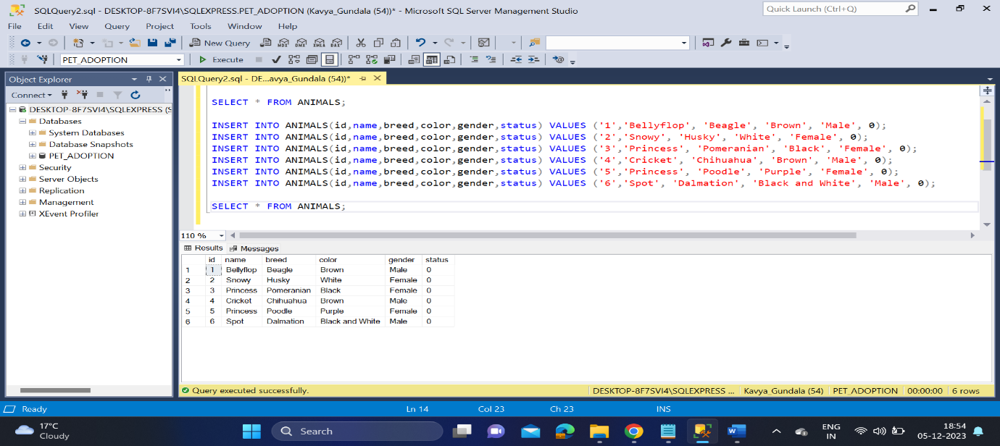 SQLQuery2.sql - DESKTOP-8F7SVI4\SQLEXPRESS.PET_ADOPTION (Kavya_Gundala (54))* - Microsoft SQL Server Management Studio
Quick Launch (Ctrl+Q)
File Edit View Query Project Tools Window Help
New Query MDX DMX XMLA DAX
PET_ADOPTION Execute
Object Explorer
SQLQuery2.sql - DE...avya_Gundala (54))*
Connect
DESKTOP-8F7SVI4\SQLEXPRESS (S
Databases
System Databases
Database Snapshots
PET_ADOPTION
Security
Server Objects
Replication
Management
XEvent Profiler
SELECT * FROM ANIMALS;
INSERT INTO ANIMALS(id,name,breed,color,gender,status) VALUES ('1','Bellyflop', 'Beagle', 'Brown', 'Male', 0);
INSERT INTO ANIMALS(id,name,breed,color,gender,status) VALUES ('2','Snowy', 'Husky', 'White', 'Female', 0);
INSERT INTO ANIMALS(id,name,breed,color,gender,status) VALUES ('3','Princess', 'Pomeranian', 'Black', 'Female', 0);
INSERT INTO ANIMALS(id,name,breed,color,gender,status) VALUES ('4','Cricket', 'Chihuahua', 'Brown', 'Male', 0);
INSERT INTO ANIMALS(id,name,breed,color,gender,status) VALUES ('5','Princess', 'Poodle', 'Purple', 'Female', 0);
INSERT INTO ANIMALS(id,name,breed,color,gender,status) VALUES ('6','Spot', 'Dalmation', 'Black and White', 'Male', 0);
SELECT * FROM ANIMALS;
110 %
Results Messages
id name breed color gender status
1 1 Bellyflop Beagle Brown Male 0
2 2 Snowy Husky White Female 0
3 3 Princess Pomeranian Black Female 0
4 4 Cricket Chihuahua Brown Male 0
5 5 Princess Poodle Purple Female 0
6 6 Spot Dalmation Black and White Male 0
Query executed successfully. DESKTOP-8F7SVI4\SQLEXPRESS ... Kavya_Gundala (54) PET_ADOPTION 00:00:00 6 rows
Ready Ln 14 Col 23 Ch 23 INS
17°C
Cloudy
Search
ENG
IN
18:54
05-12-2023